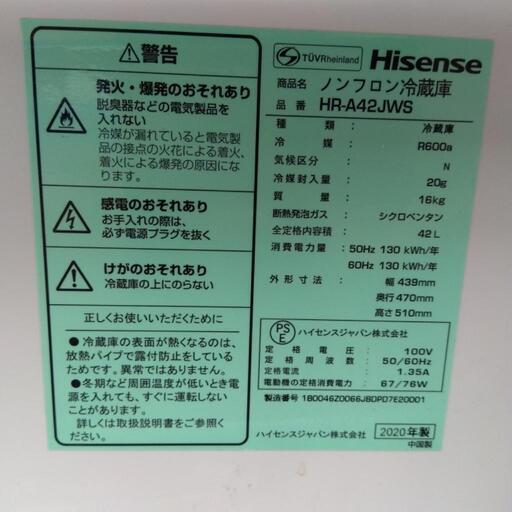 警告
発火・爆発のおそれあり
脱臭器などの電気製品を
入れない
冷媒が漏れていると電気製
品の接点の火花による着火、
着火による爆発の原因にな
ります。
感電のおそれあり
お手入れの際は、
必ず電源プラグを抜く
けがのおそれあり
冷蔵庫の上にのらない
正しくお使いいただくために
●冷蔵庫の表面が熱くなるのは、
放熱パイプで露付防止をしている
ためです。異常ではありません。
●冬期など周囲温度が低いとき電
源を入れても、すぐに運転しない
ことがあります。
詳しくは取扱説明書をご参照く
ださい。
TÜVRheinland
Hisense
商品名 ノンフロン冷蔵庫
品番 HR-A42JWS
種類: 冷蔵庫
冷媒: R600a
気候区分: N
冷媒封入量: 20g
質量: 16kg
断熱発泡ガス: シクロペンタン
全定格内容積: 42L
消費電力量: 50Hz 130 kWh/年
60Hz 130 kWh/年
外形寸法: 幅 439mm
奥行 470mm
高さ 510mm
PSE ハイセンスジャパン株式会社
定格電圧: 100V
定格周波数: 50/60Hz
定格電流: 1.35A
電動機の定格消費電力: 67/76W
製造番号 1B0046Z0066JBDPD7E20001
ハイセンスジャパン株式会社
2020年製
中国製